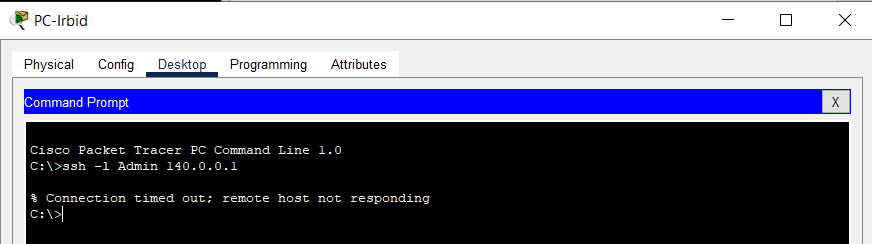 PC-Irbid
Physical Config Desktop Programming Attributes
Command Prompt
X
Cisco Packet Tracer PC Command Line 1.0
C:\>ssh -l Admin 140.0.0.1
% Connection timed out; remote host not responding
C:\>